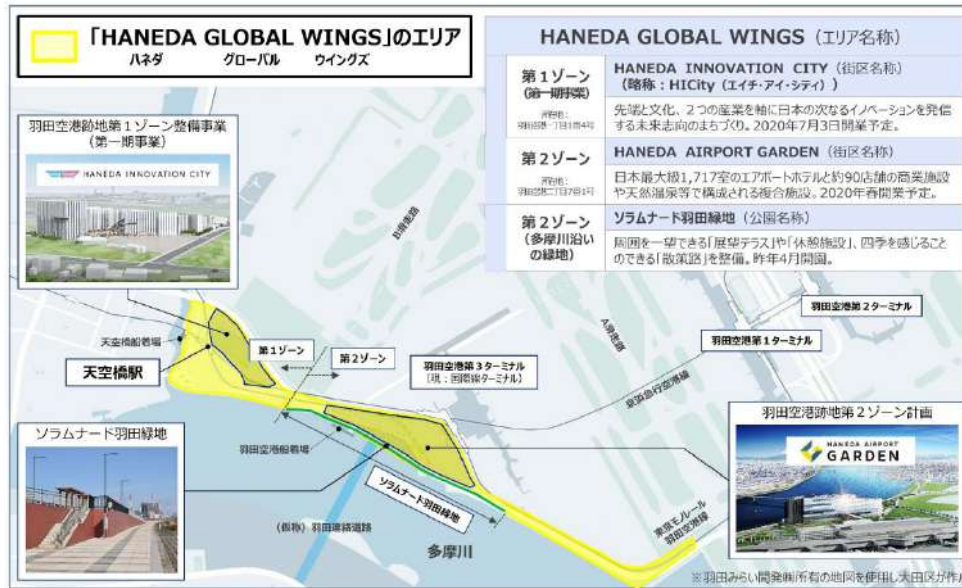 「HANEDA GLOBAL WINGS」のエリア
ハネダ グローバル ウイングズ
HANEDA GLOBAL WINGS（エリア名称）
第1ゾーン
（第一期事業）
所在地：
HANEDA INNOVATION CITY（街区名称）
（略称：HICity（エイチ・アイ・シティ））
先端と文化、２つの産業を軸に日本の次なるイノベーションを発信
する未来志向のまちづくり。2020年7月3日開業予定。
第２ゾーン
所在地：
HANEDA AIRPORT GARDEN（街区名称）
日本最大級1,717室のエアポートホテルと約90店舗の商業施設
や天然温泉等で構成される複合施設。2020年春開業予定。
第２ゾーン
（多摩川沿い
の緑地）
ソラムナード羽田緑地（公園名称）
周囲を一望できる「展望テラス」や「休憩施設」、四季を感じること
のできる「散策路」を整備。昨年4月開園。
羽田空港跡地第１ゾーン整備事業
（第一期事業）
HANEDA INNOVATION CITY
B滑走路
A滑走路
羽田空港第２ターミナル
羽田空港第１ターミナル
天空橋船着場
天空橋駅
第１ゾーン
第２ゾーン
羽田空港第３ターミナル
（現：国際線ターミナル）
京浜急行空港線
ソラムナード羽田緑地
羽田空港船着場
ソラムナード羽田緑地
（仮称）羽田連絡道路
多摩川
東京モノレール
羽田空港線
羽田空港跡地第２ゾーン計画
HANEDA AIRPORT
GARDEN
※羽田みらい開発㈱所有の地図を使用し大田区が作成